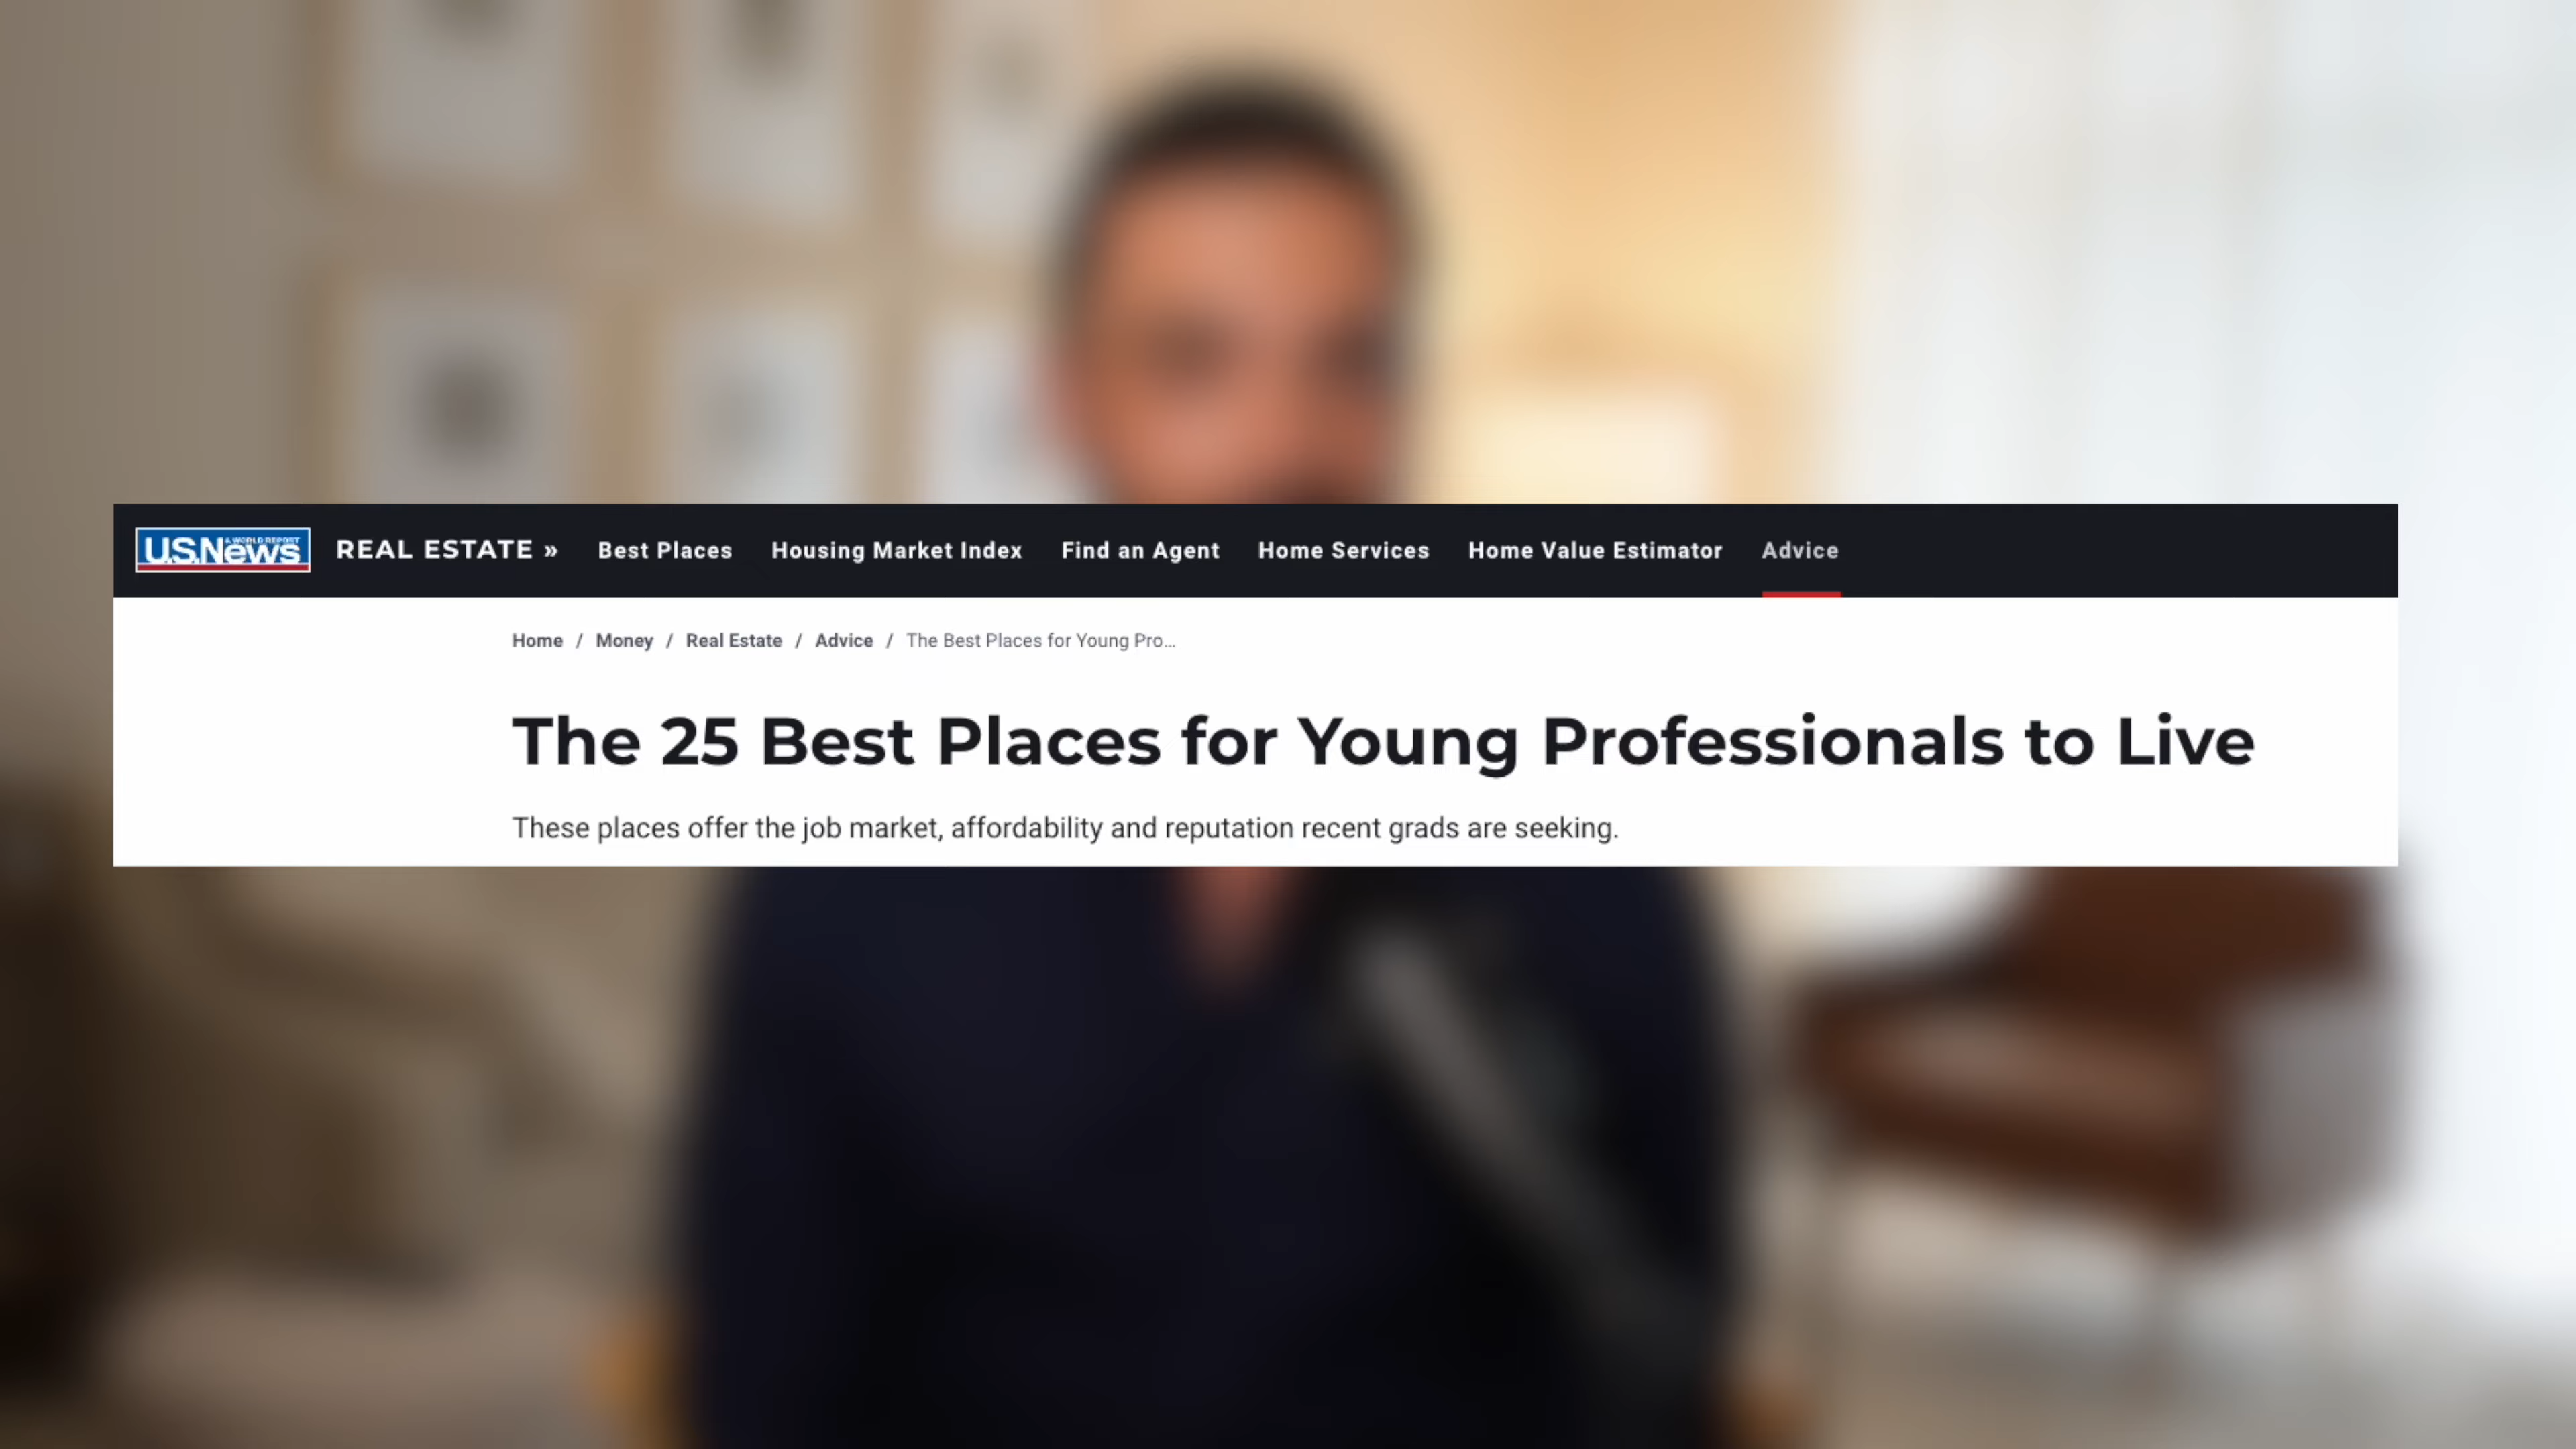 U.S.News & WORLD REPORT REAL ESTATE » Best Places Housing Market Index Find an Agent Home Services Home Value Estimator Advice
Home / Money / Real Estate / Advice / The Best Places for Young Pro...
The 25 Best Places for Young Professionals to Live
These places offer the job market, affordability and reputation recent grads are seeking.